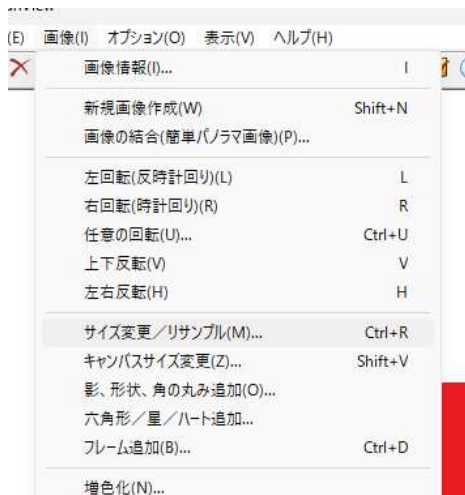 (E) 画像(I) オプション(O) 表示(V) ヘルプ(H)
画像情報(I)... I
新規画像作成(W) Shift+N
画像の結合(簡単パノラマ画像)(P)...
左回転(反時計回り)(L) L
右回転(時計回り)(R) R
任意の回転(U)... Ctrl+U
上下反転(V) V
左右反転(H) H
サイズ変更／リサンプル(M)... Ctrl+R
キャンバスサイズ変更(Z)... Shift+V
影、形状、角の丸み追加(O)...
六角形／星／ハート追加...
フレーム追加(B)... Ctrl+D
増色化(N)...